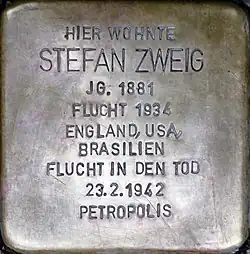 HIER WOHNTE
STEFAN ZWEIG
JG. 1881
FLUCHT 1934
ENGLAND, USA,
BRASILIEN
FLUCHT IN DEN TOD
23.2.1942
PETROPOLIS